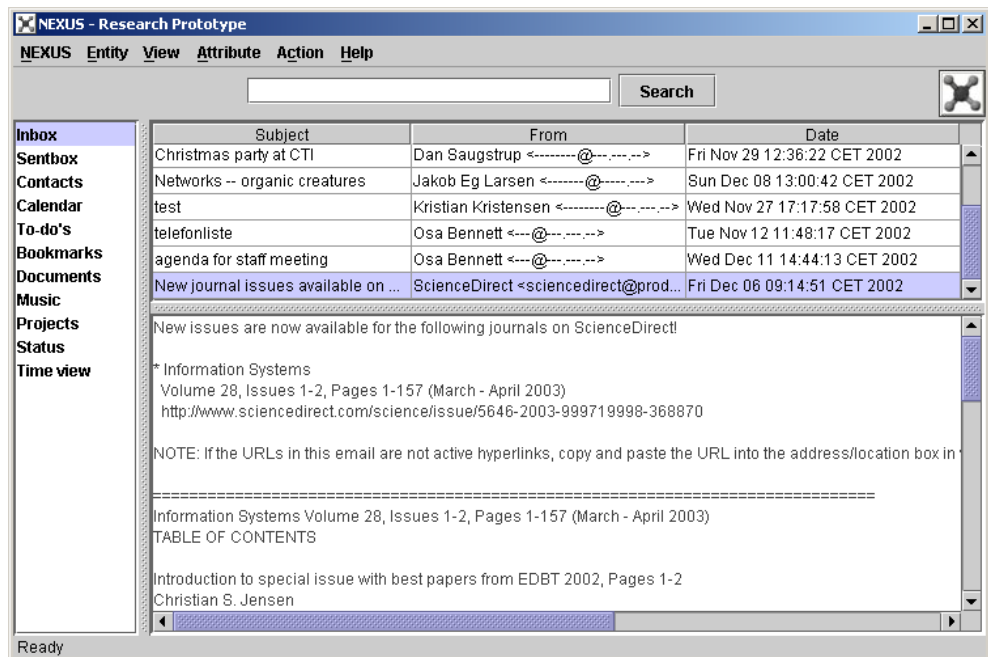 NEXUS - Research Prototype
NEXUS Entity View Attribute Action Help
Search
Inbox
Sentbox
Contacts
Calendar
To-do's
Bookmarks
Documents
Music
Projects
Status
Time view
Subject From Date
Christmas party at CTI Dan Saugstrup <--------@---.---.--> Fri Nov 29 12:36:22 CET 2002
Networks -- organic creatures Jakob Eg Larsen <-------@-----.---> Sun Dec 08 13:00:42 CET 2002
test Kristian Kristensen <--------@---.---.--> Wed Nov 27 17:17:58 CET 2002
telefonliste Osa Bennett <---@---.---.--> Tue Nov 12 11:48:17 CET 2002
agenda for staff meeting Osa Bennett <---@---.---.--> Wed Dec 11 14:44:13 CET 2002
New journal issues available on ... ScienceDirect <sciencedirect@prod... Fri Dec 06 09:14:51 CET 2002
New issues are now available for the following journals on ScienceDirect!
* Information Systems
Volume 28, Issues 1-2, Pages 1-157 (March - April 2003)
http://www.sciencedirect.com/science/issue/5646-2003-999719998-368870
NOTE: If the URLs in this email are not active hyperlinks, copy and paste the URL into the address/location box in
==============================================================================
Information Systems Volume 28, Issues 1-2, Pages 1-157 (March - April 2003)
TABLE OF CONTENTS
Introduction to special issue with best papers from EDBT 2002, Pages 1-2
Christian S. Jensen
Ready